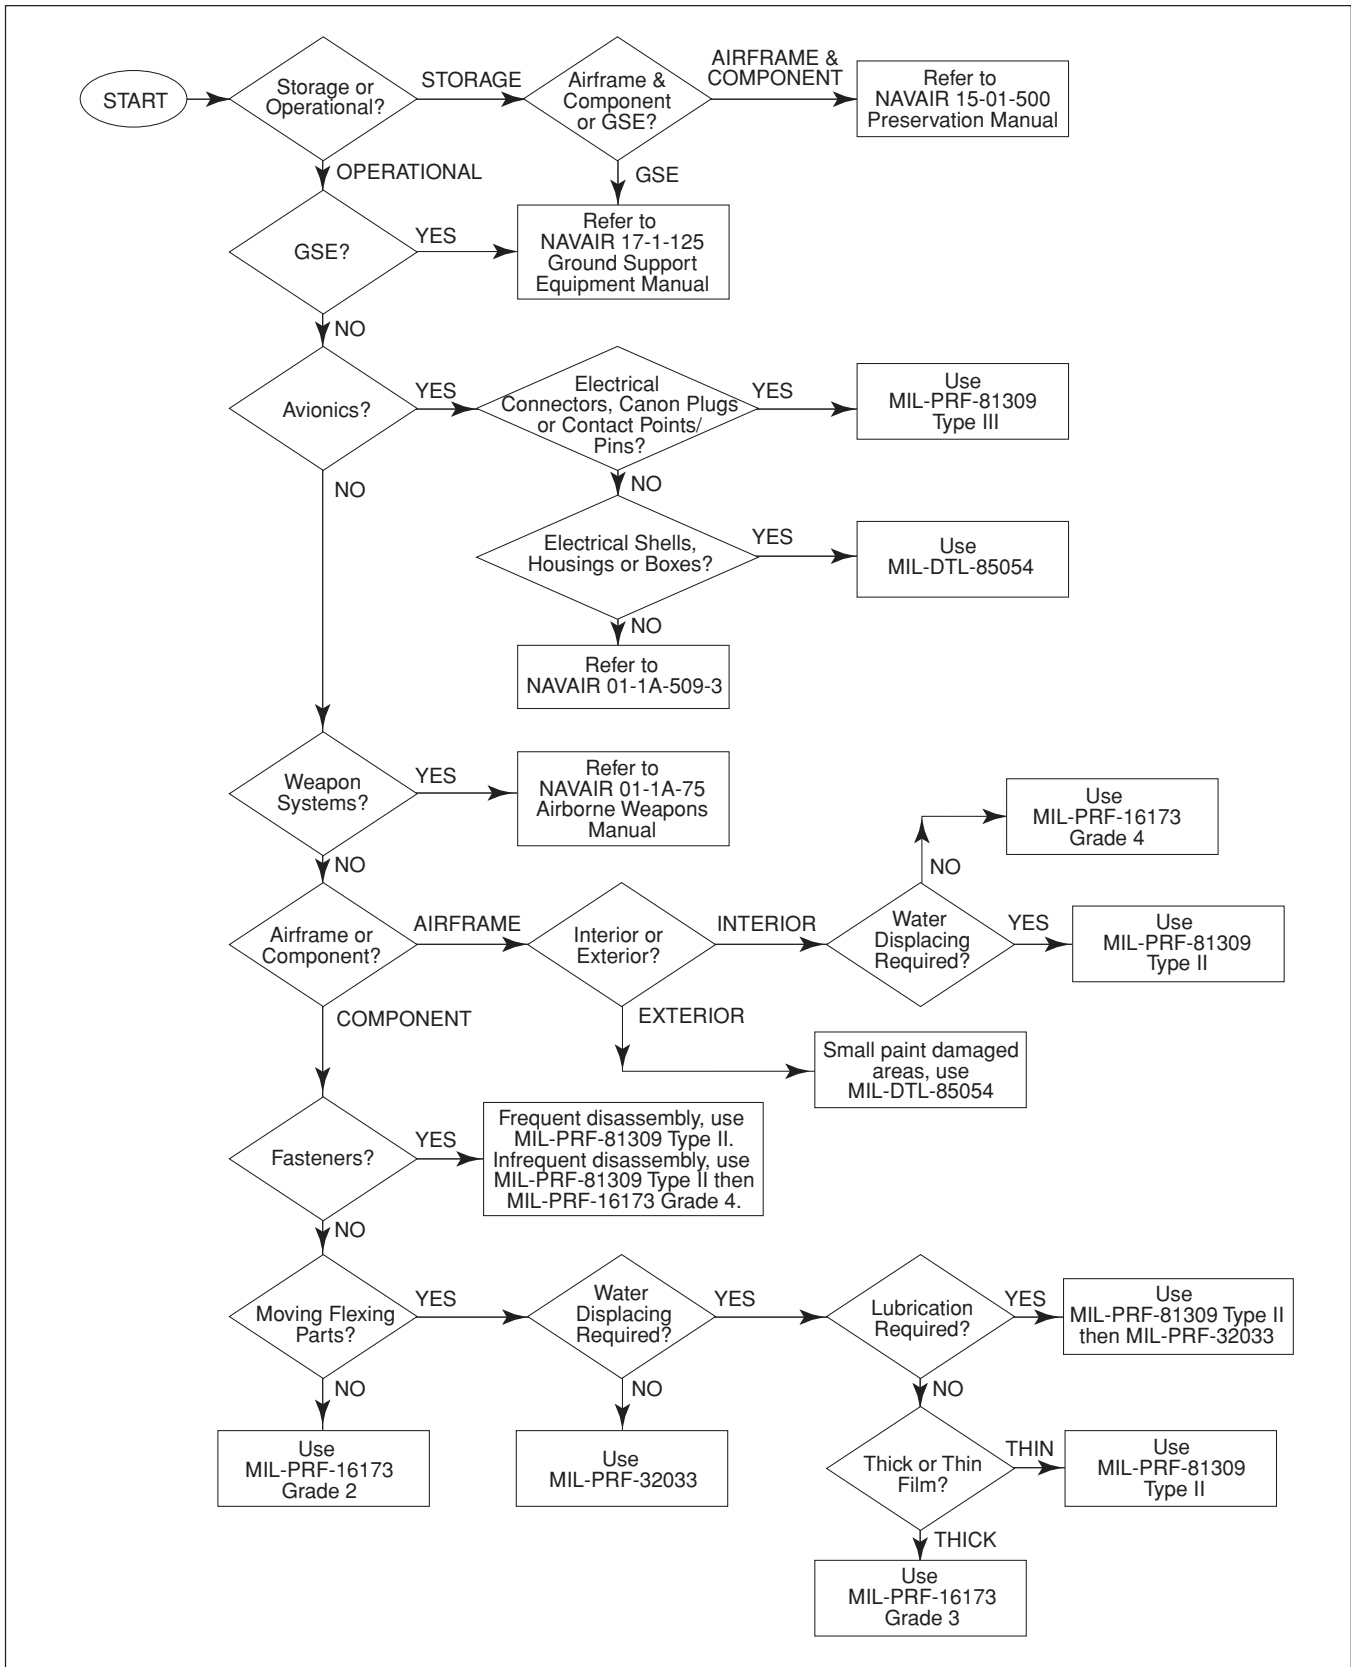 START
Storage or
Operational?
STORAGE
Airframe &
Component
or GSE?
AIRFRAME &
COMPONENT
Refer to
NAVAIR 15-01-500
Preservation Manual
OPERATIONAL
GSE
GSE?
YES
Refer to
NAVAIR 17-1-125
Ground Support
Equipment Manual
NO
Avionics?
YES
Electrical
Connectors, Canon Plugs
or Contact Points/
Pins?
YES
Use
MIL-PRF-81309
Type III
NO
NO
Electrical Shells,
Housings or Boxes?
YES
Use
MIL-DTL-85054
NO
Refer to
NAVAIR 01-1A-509-3
Weapon
Systems?
YES
Refer to
NAVAIR 01-1A-75
Airborne Weapons
Manual
NO
Airframe or
Component?
AIRFRAME
Interior or
Exterior?
INTERIOR
Water
Displacing
Required?
NO
Use
MIL-PRF-16173
Grade 4
YES
Use
MIL-PRF-81309
Type II
COMPONENT
EXTERIOR
Small paint damaged
areas, use
MIL-DTL-85054
Fasteners?
YES
Frequent disassembly, use
MIL-PRF-81309 Type II.
Infrequent disassembly, use
MIL-PRF-81309 Type II then
MIL-PRF-16173 Grade 4.
NO
Moving Flexing
Parts?
YES
Water
Displacing
Required?
YES
Lubrication
Required?
YES
Use
MIL-PRF-81309 Type II
then MIL-PRF-32033
NO
Use
MIL-PRF-16173
Grade 2
NO
Use
MIL-PRF-32033
NO
Thick or Thin
Film?
THIN
Use
MIL-PRF-81309
Type II
THICK
Use
MIL-PRF-16173
Grade 3